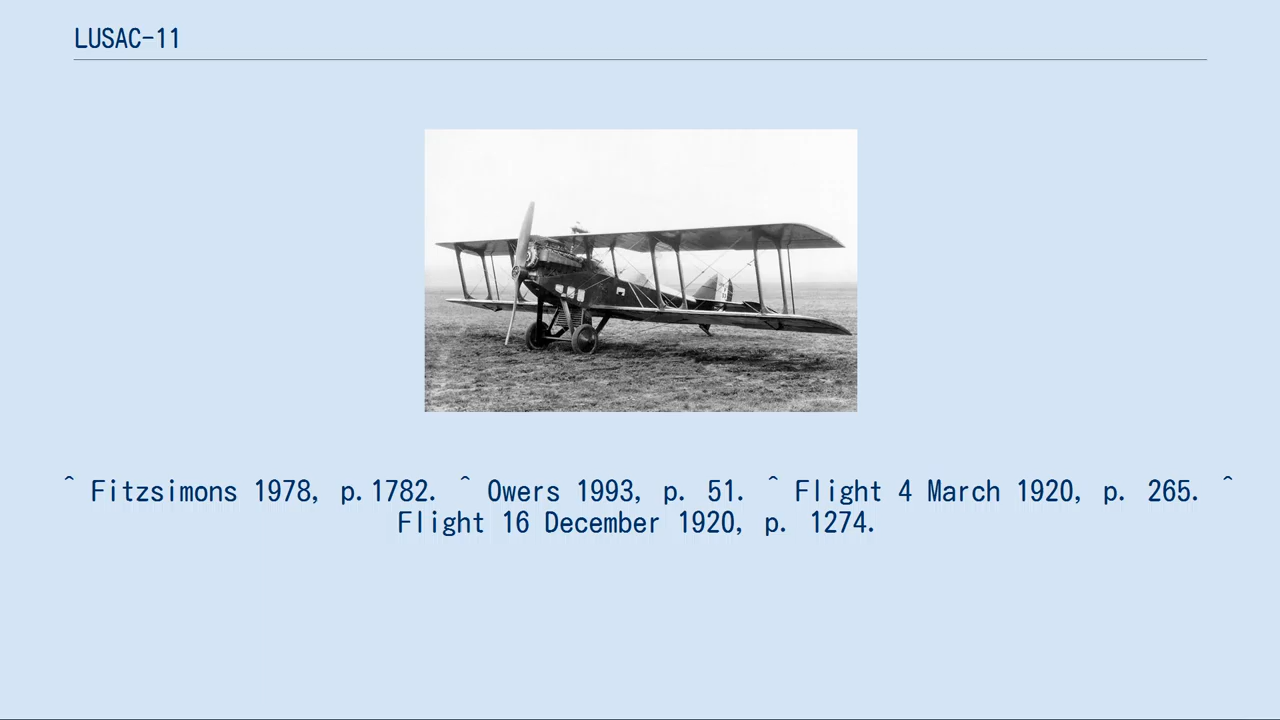 LUSAC-11
^ Fitzsimons 1978, p.1782. ^ Owers 1993, p. 51. ^ Flight 4 March 1920, p. 265. ^
Flight 16 December 1920, p. 1274.